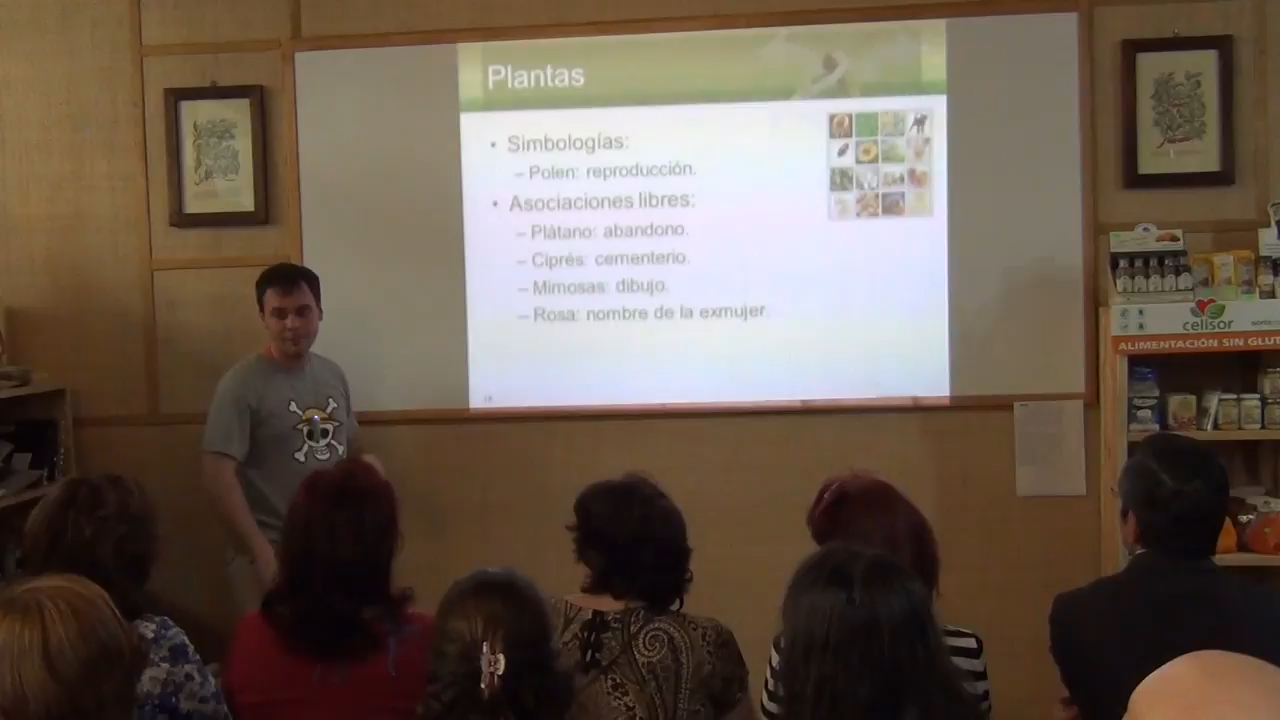 Plantas
• Simbologías:
– Polen: reproducción.
• Asociaciones libres:
– Plátano: abandono.
– Ciprés: cementerio.
– Mimosas: dibujo.
– Rosa: nombre de la exmujer.
celisor
ALIMENTACIÓN SIN GLUT